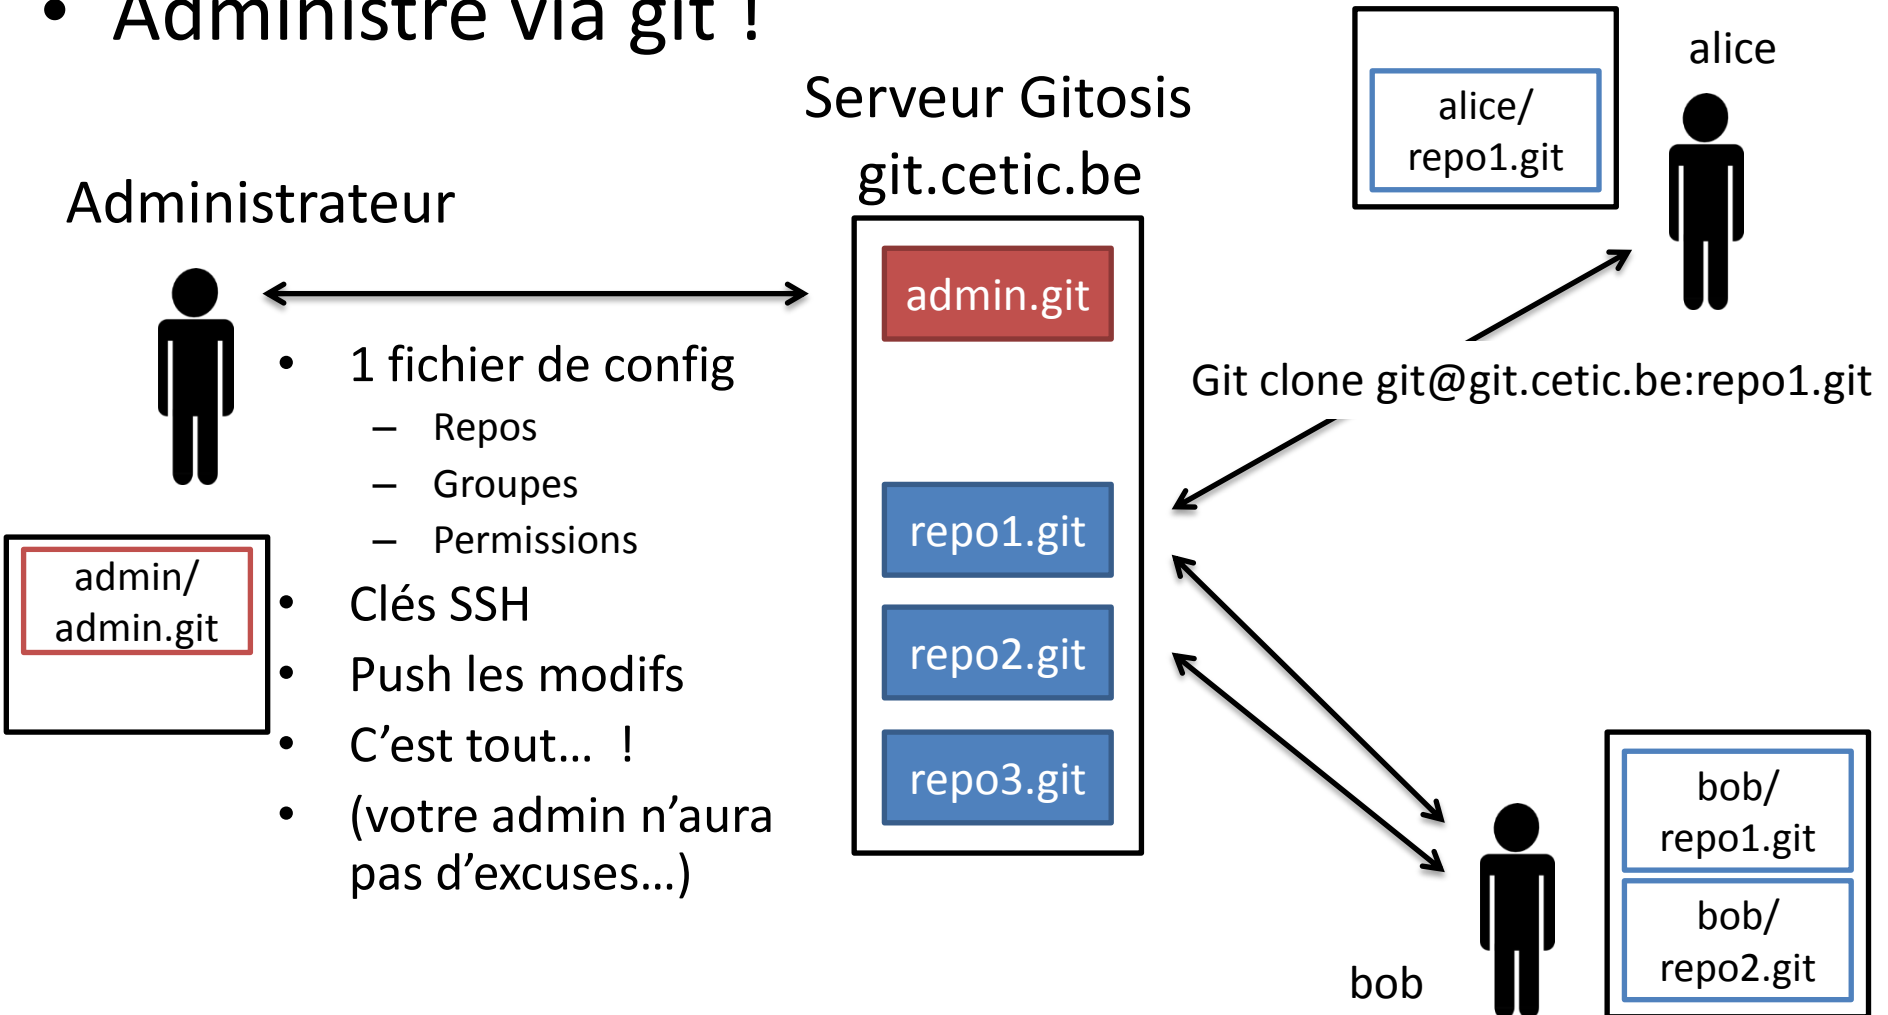 • Administre via git !
Serveur Gitosis
git.cetic.be
Administrateur
• 1 fichier de config
– Repos
– Groupes
– Permissions
• Clés SSH
• Push les modifs
• C’est tout… !
• (votre admin n’aura
pas d’excuses…)
admin/
admin.git
admin.git
repo1.git
repo2.git
repo3.git
alice
alice/
repo1.git
Git clone git@git.cetic.be:repo1.git
bob
bob/
repo1.git
bob/
repo2.git